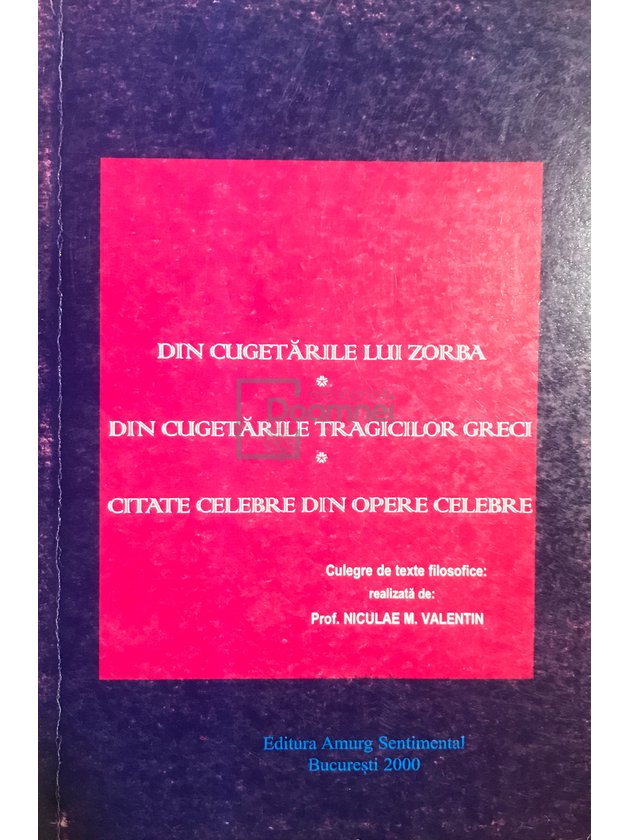 DIN CUGETĂRILE LUI ZORBA
*
DIN CUGETĂRILE TRAGICILOR GRECI
*
CITATE CELEBRE DIN OPERE CELEBRE
Culegre de texte filosofice:
realizată de:
Prof. NICULAE M. VALENTIN
Editura Amurg Sentimental
București 2000